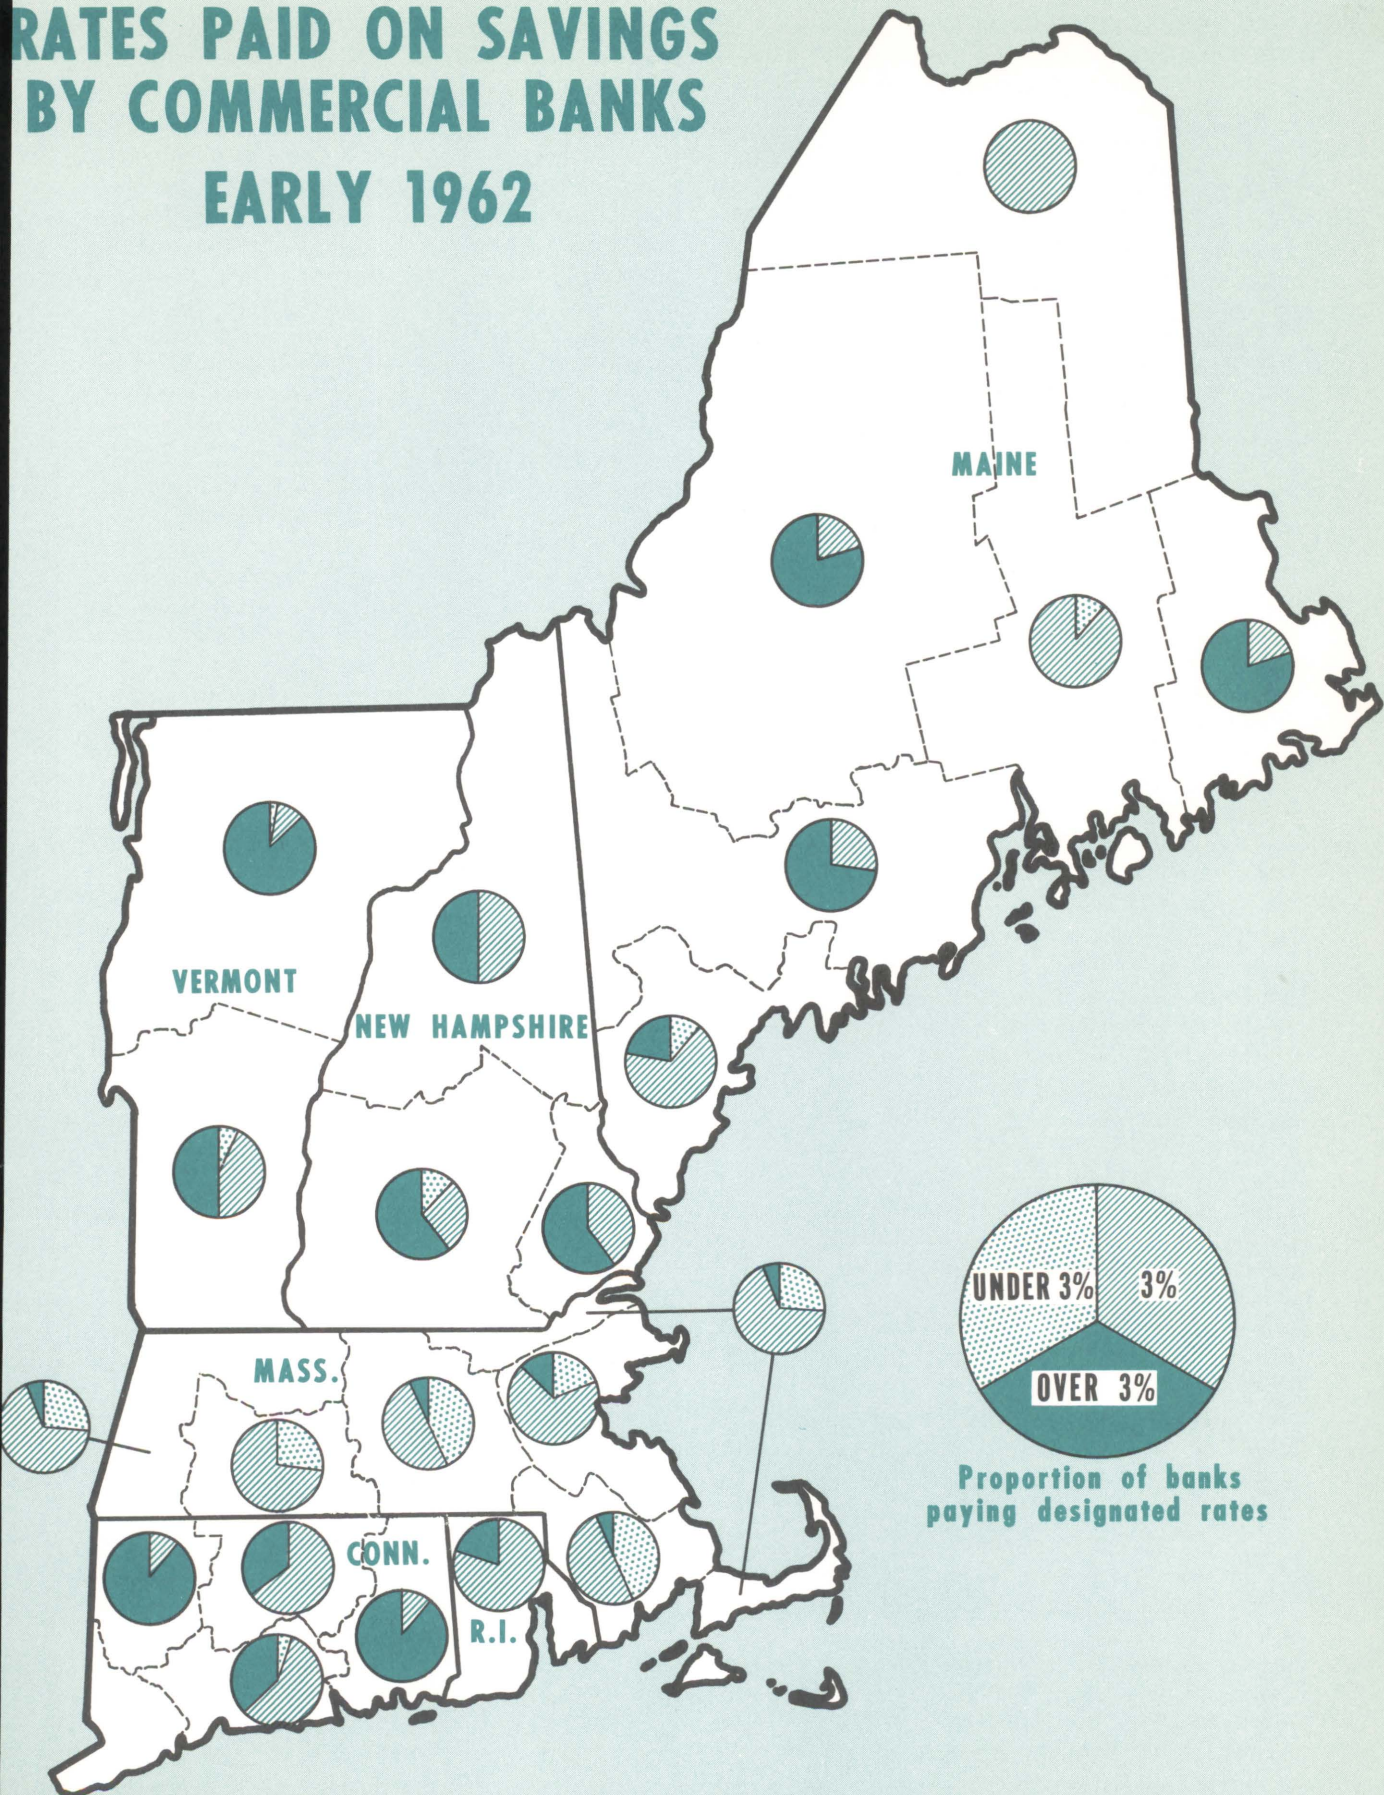 RATES PAID ON SAVINGS
BY COMMERCIAL BANKS
EARLY 1962
MAINE
VERMONT
NEW HAMPSHIRE
UNDER 3%
3%
OVER 3%
MASS.
Proportion of banks
paying designated rates
CONN.
R.I.